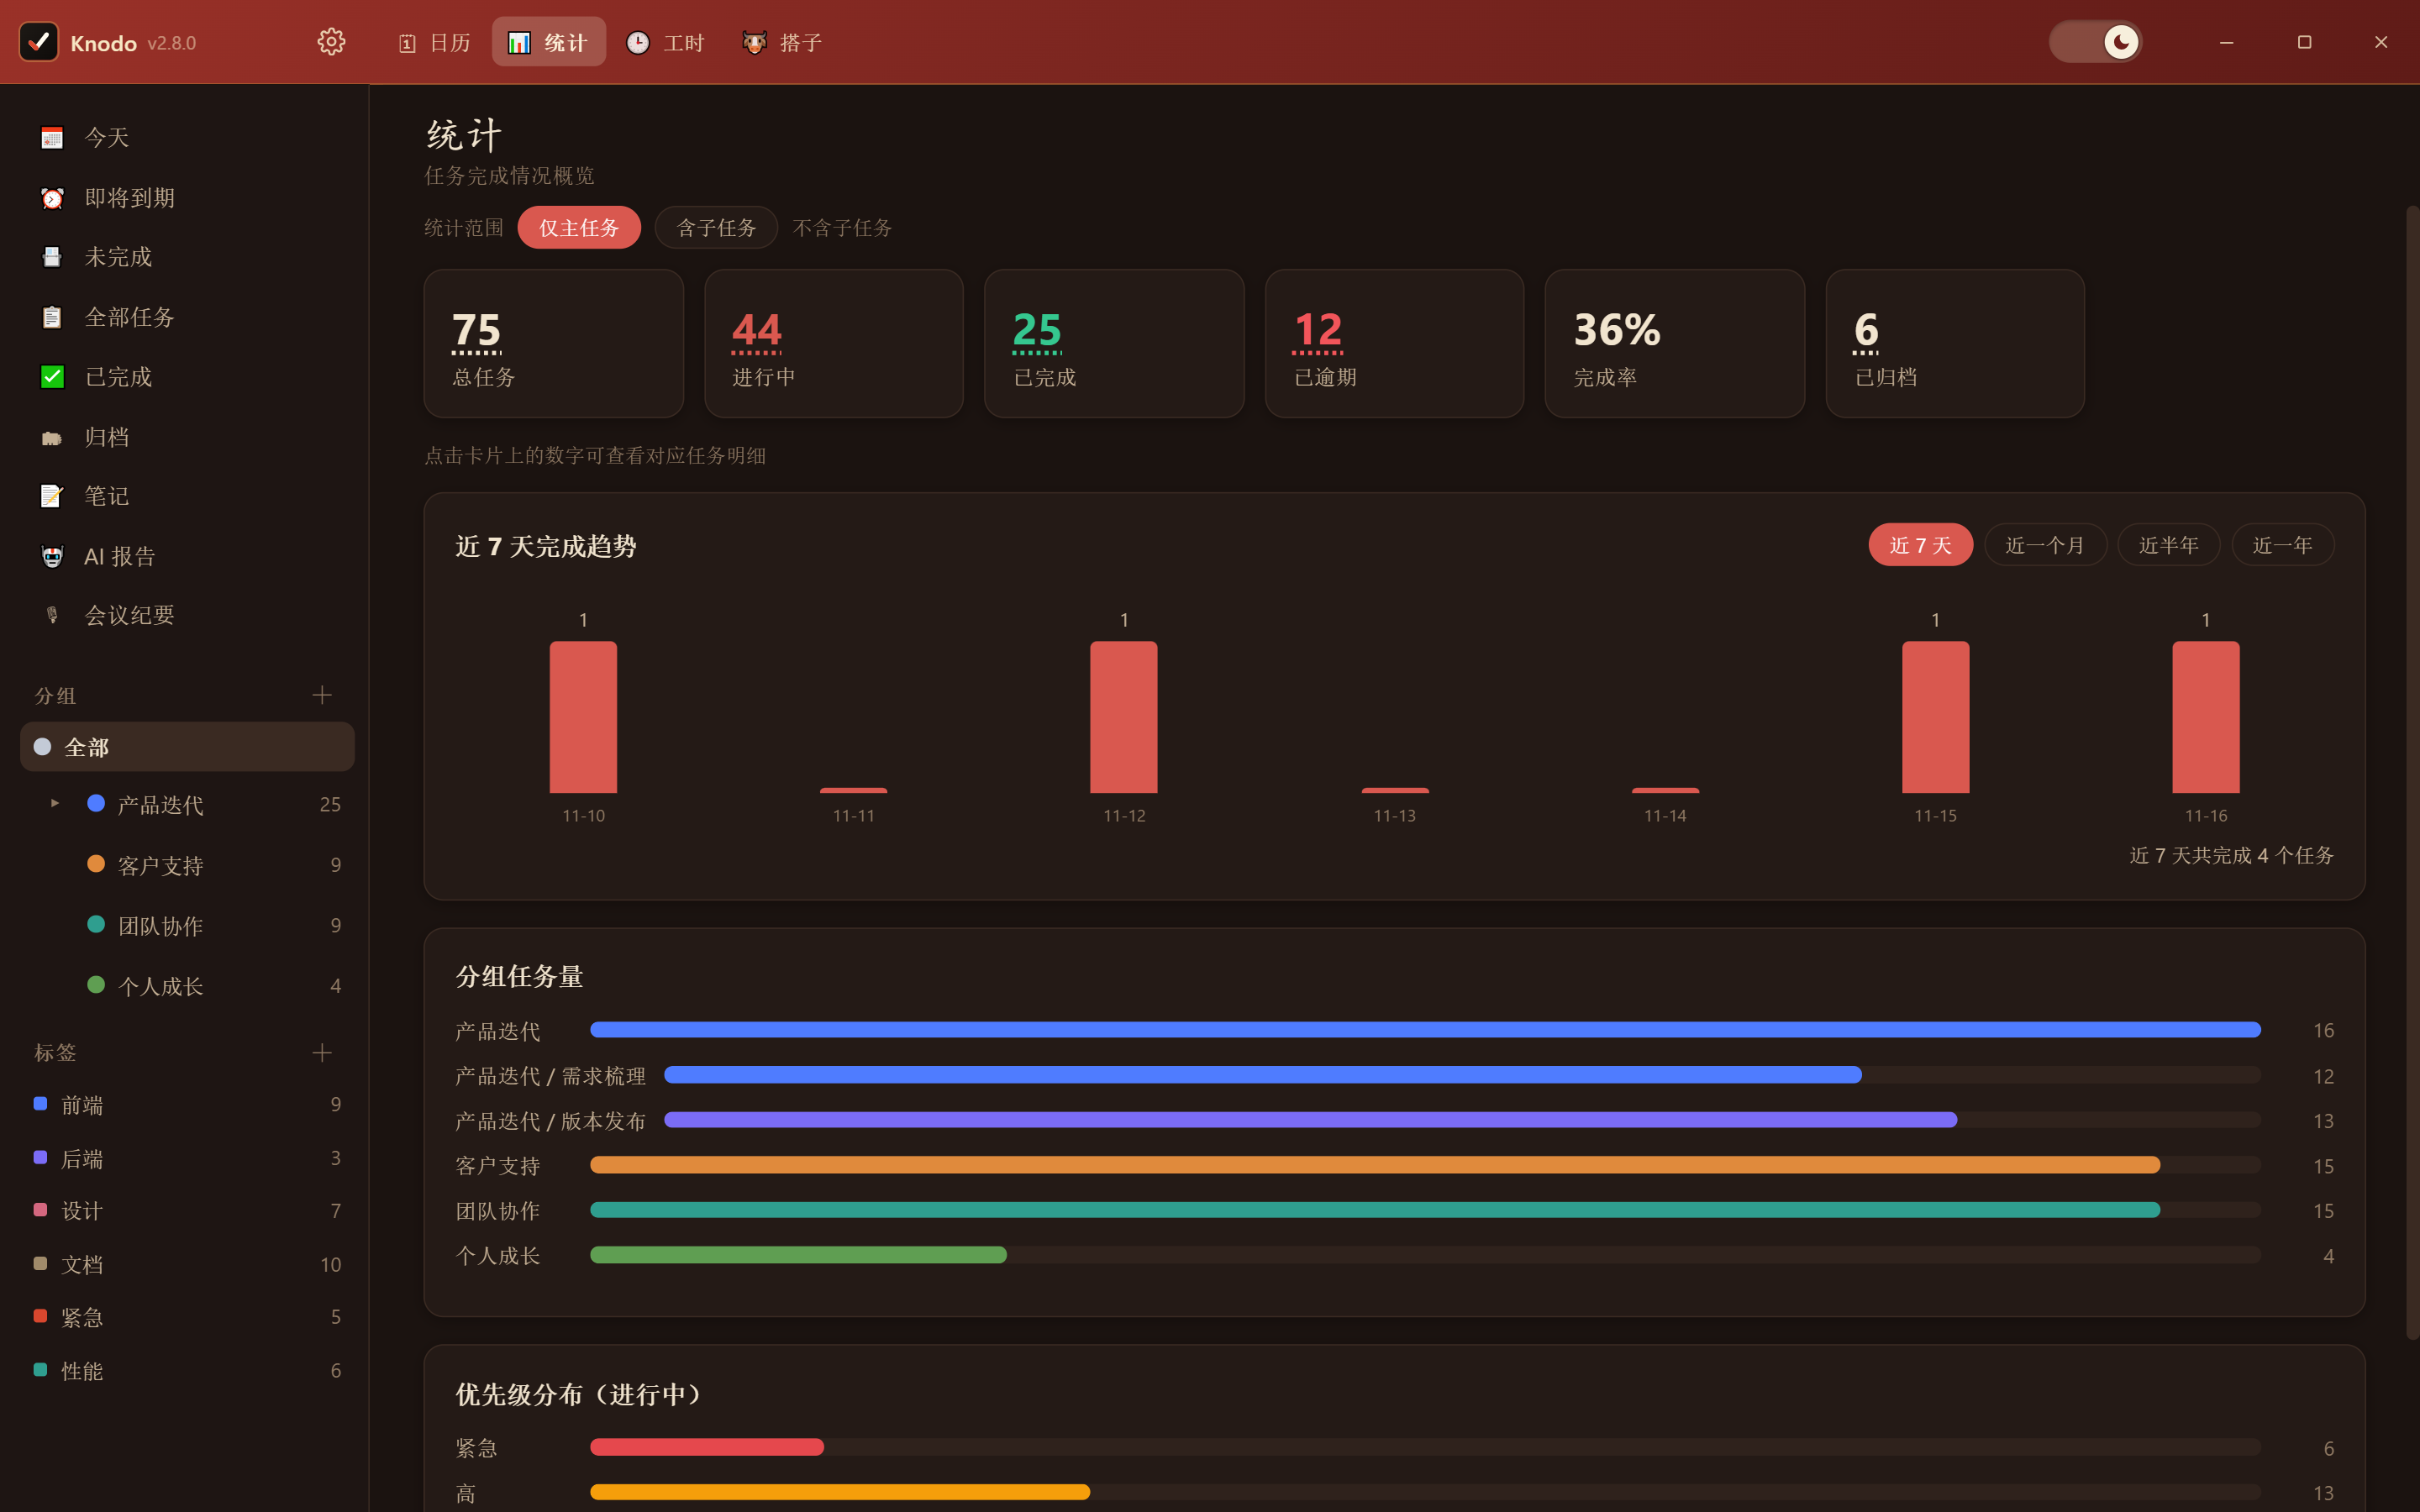 Knodo v2.8.0
日历
统计
工时
搭子
今天
即将到期
未完成
全部任务
已完成
归档
笔记
AI 报告
会议纪要
分组
全部
产品迭代 25
客户支持 9
团队协作 9
个人成长 4
标签
前端 9
后端 3
设计 7
文档 10
紧急 5
性能 6
统计
任务完成情况概览
统计范围 仅主任务 含子任务 不含子任务
75
总任务
44
进行中
25
已完成
12
已逾期
36%
完成率
6
已归档
点击卡片上的数字可查看对应任务明细
近 7 天完成趋势
近 7 天 近一个月 近半年 近一年
1 1 1 1
11-10 11-11 11-12 11-13 11-14 11-15 11-16
近 7 天共完成 4 个任务
分组任务量
产品迭代 16
产品迭代 / 需求梳理 12
产品迭代 / 版本发布 13
客户支持 15
团队协作 15
个人成长 4
优先级分布（进行中）
紧急 6
高 13